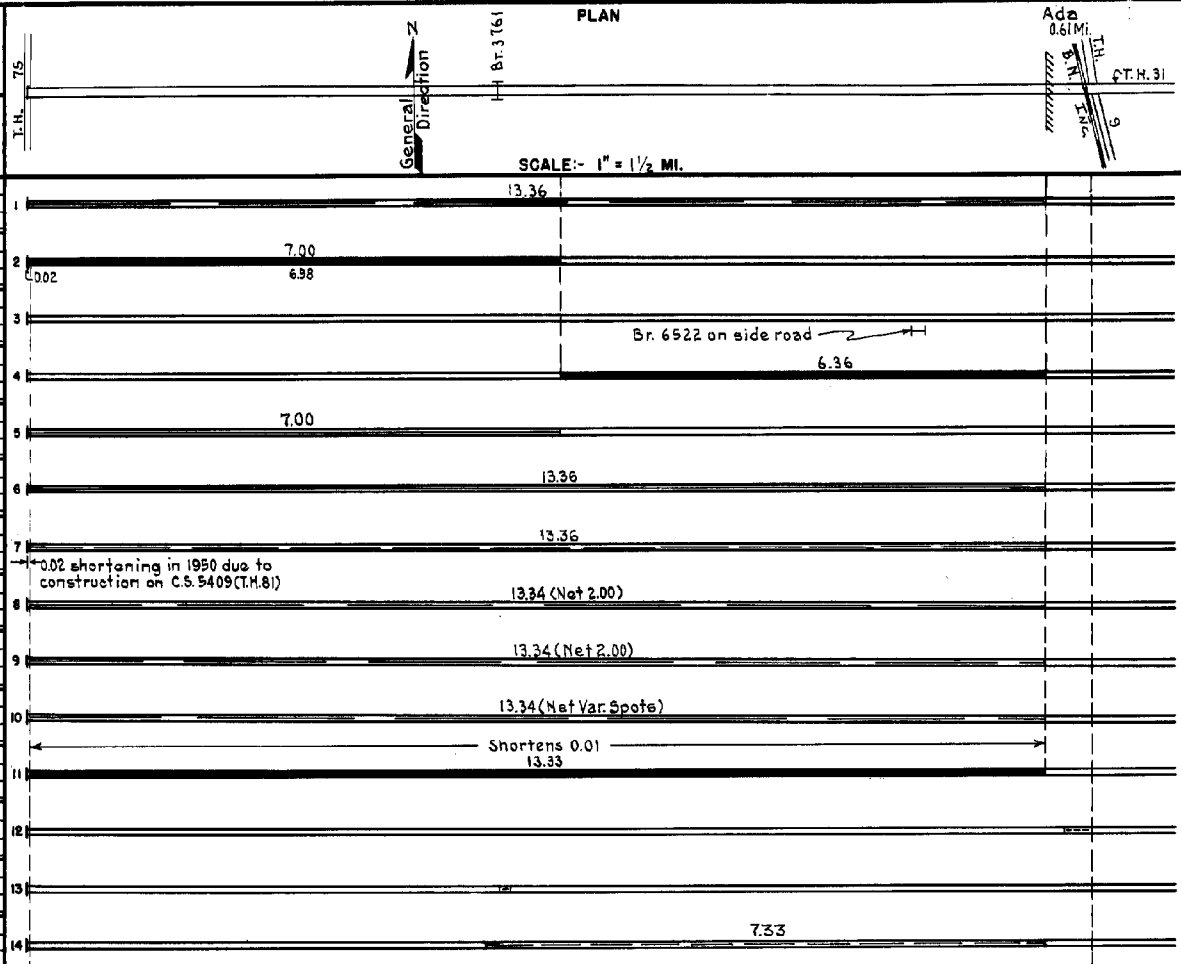 PLAN
Ada
0.61 Mi.
T.H. 75
N
General Direction
Br. 3761
B.N. INC.
T.H. 9
T.H. 31
SCALE:- 1" = 1 1/2 MI.
13.36
1
7.00
2
0.02
6.98
3
Br. 6522 on side road
6.36
4
7.00
5
13.36
6
13.36
7
0.02 shortening in 1950 due to
construction on C.S. 5409 (T.H. 81)
13.34 (Net 2.00)
8
13.34 (Net 2.00)
9
13.34 (Net Var. Spots)
10
Shortens 0.01
13.33
11
12
13
7.33
14